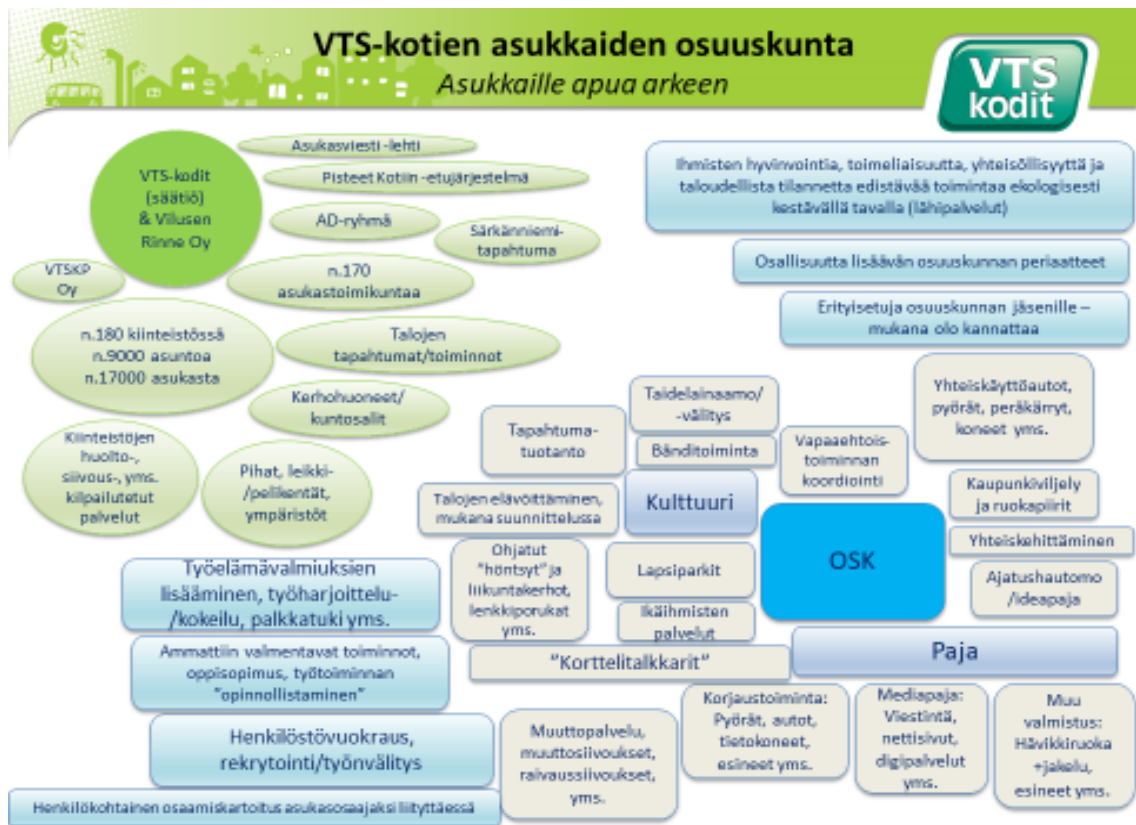 VTS-kotien asukkaiden osuuskunta
Asukkaille apua arkeen
VTS
kodit
VTS-kodit
(säätiö)
& Vilusen
Rinne Oy
Asukasviesti -lehti
Pisteet Kotiin -etujärjestelmä
AD-ryhmä
Särkänniemi-
tapahtuma
VTSKP
Oy
n.170
asukastoimikuntaa
n.180 kiinteistössä
n.9000 asuntoa
n.17000 asukasta
Talojen
tapahtumat/toiminnot
Kerhohuoneet/
kuntosalit
Kiinteistöjen
huolto-,
siivous-, yms.
kilpailutetut
palvelut
Pihat, leikki-
/pelikentät,
ympäristöt
Ihmisten hyvinvointia, toimeliaisuutta, yhteisöllisyyttä ja
taloudellista tilannetta edistävää toimintaa ekologisesti
kestävällä tavalla (lähipalvelut)
Osallisuutta lisäävän osuuskunnan periaatteet
Erityisetuja osuuskunnan jäsenille –
mukana olo kannattaa
Taidelainaamo/
-välitys
Tapahtuma-
tuotanto
Bänditoiminta
Vapaaehtois-
toiminnan
koordiointi
Yhteiskäyttöautot,
pyörät, peräkärryt,
koneet yms.
Talojen elävöittäminen,
mukana suunnittelussa
Kulttuuri
Kaupunkiviljely
ja ruokapiirit
OSK
Yhteiskehittäminen
Ajatushautomo
/ideapaja
Ohjatut
"höntsyt" ja
liikuntakerhot,
lenkkiporukat
yms.
Lapsiparkit
Ikäihmisten
palvelut
"Korttelitalkkarit"
Paja
Työelämävalmiuksien
lisääminen, työharjoittelu-
/kokeilu, palkkatuki yms.
Ammattiin valmentavat toiminnot,
oppisopimus, työtoiminnan
"opinnollistaminen"
Henkilöstövuokraus,
rekrytointi/työnvälitys
Henkilökohtainen osaamiskartoitus asukasosaajaksi liityttäessä
Muuttopalvelu,
muuttosiivoukset,
raivaussiivoukset,
yms.
Korjaustoiminta:
Pyörät, autot,
tietokoneet,
esineet yms.
Mediapaja:
Viestintä,
nettisivut,
digipalvelut
yms.
Muu
valmistus:
Hävikkiruoka
+jakelu,
esineet yms.